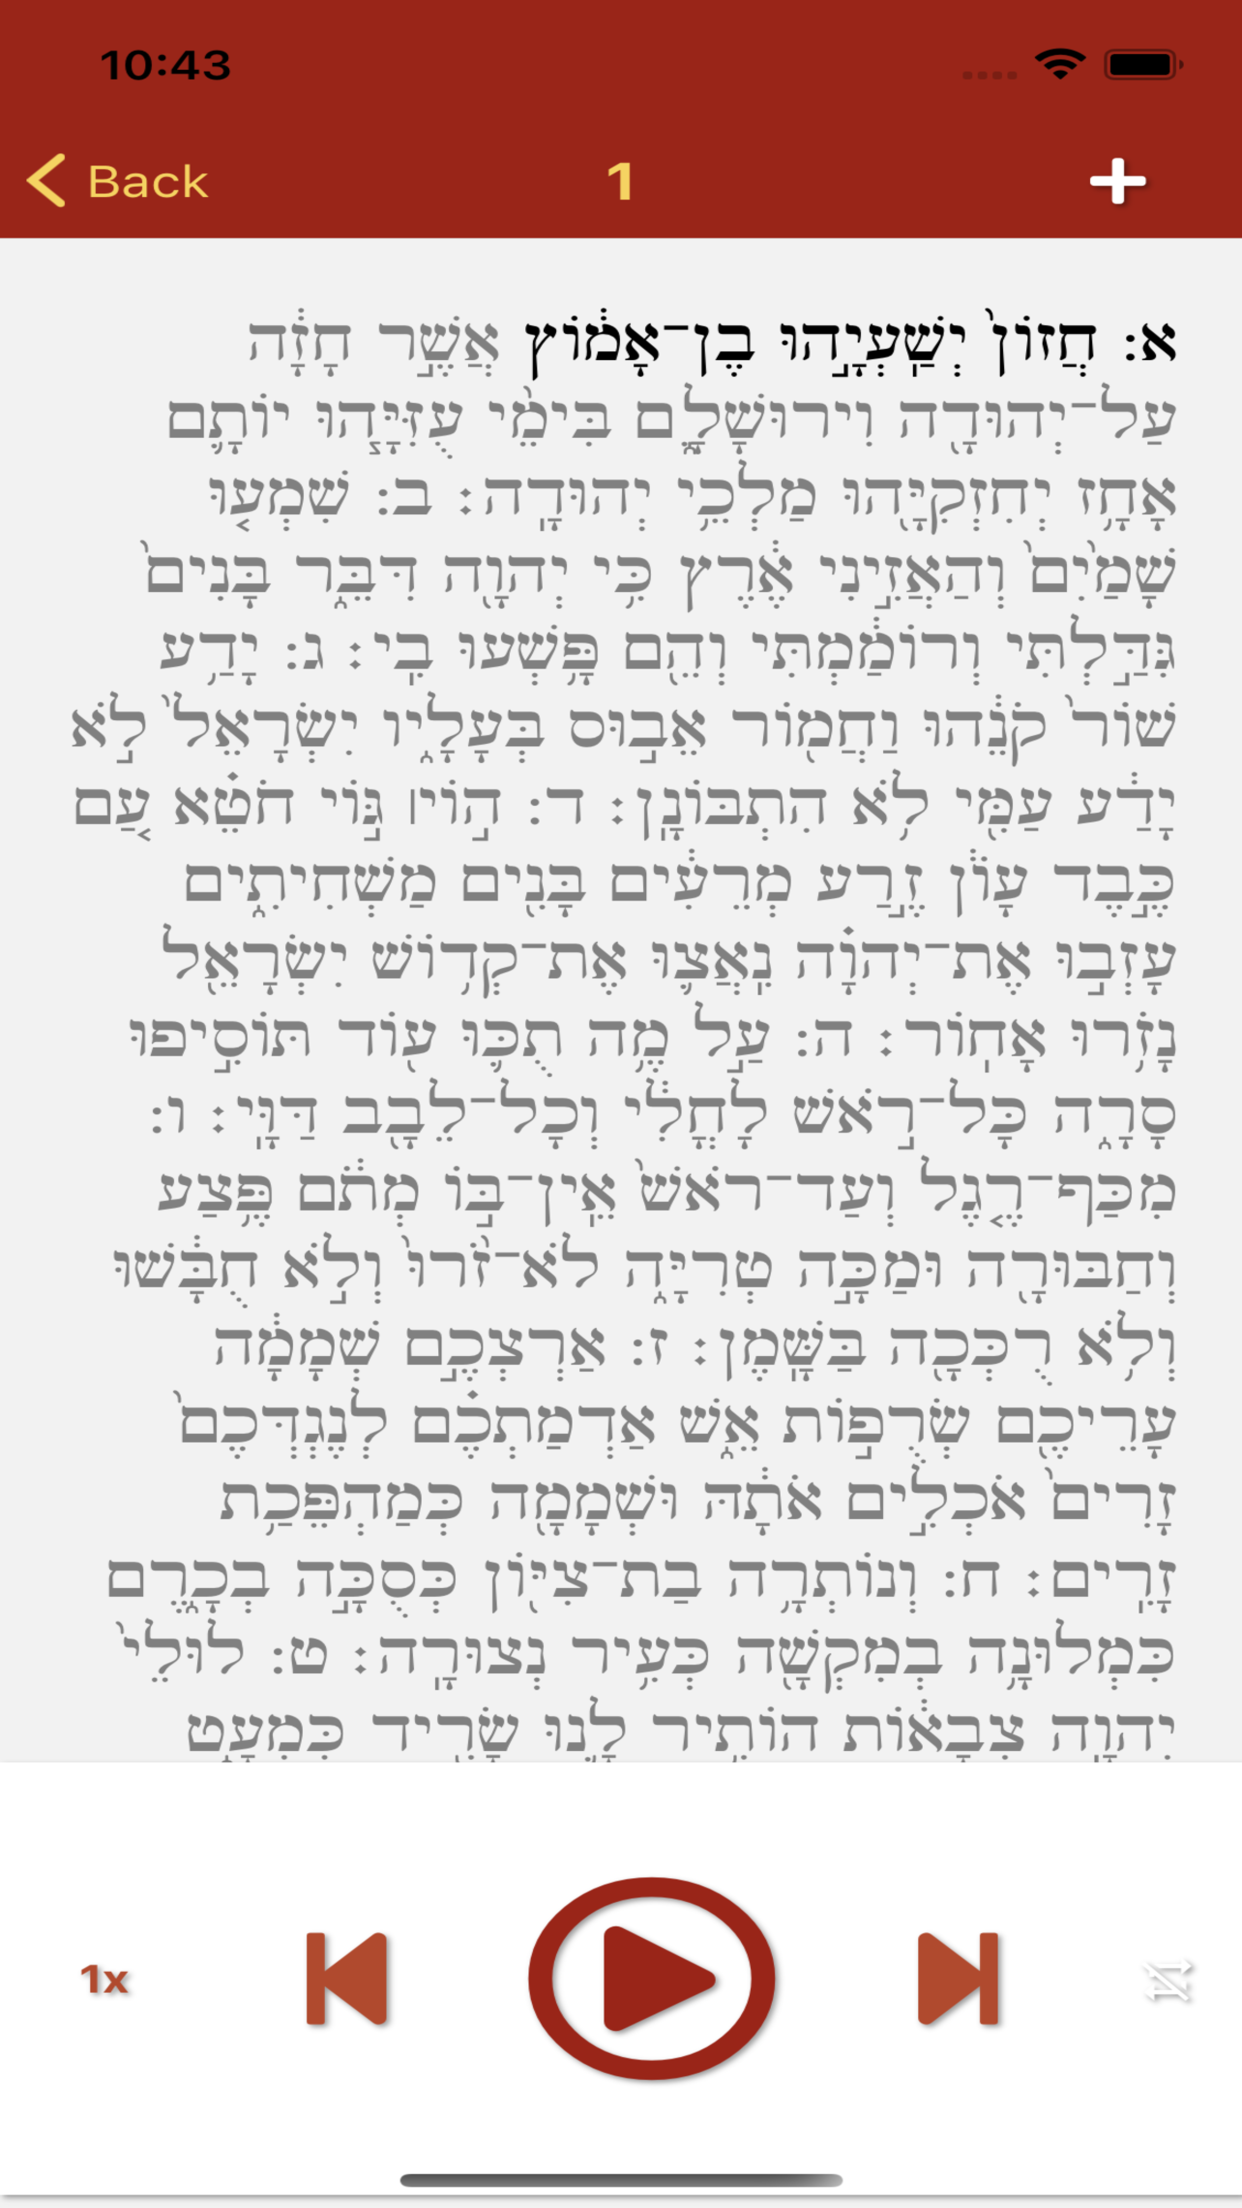 10:43
Back
1
א: חֲזוֹן֙ יְשַֽׁעְיָ֣הוּ בֶן־אָמ֔וֹץ אֲשֶׁ֣ר חָזָ֔ה
עַל־יְהוּדָ֖ה וִירוּשָׁלָ֑͏ִם בִּימֵ֨י עֻזִּיָּ֧הוּ יוֹתָ֛ם
אָחָ֥ז יְחִזְקִיָּ֖הוּ מַלְכֵ֥י יְהוּדָֽה׃ ב: שִׁמְע֤וּ
שָׁמַ֙יִם֙ וְהַאֲזִ֣ינִי אֶ֔רֶץ כִּ֥י יְהוָ֖ה דִּבֵּ֑ר בָּנִים֙
גִּדַּ֣לְתִּי וְרוֹמַ֔מְתִּי וְהֵ֖ם פָּ֥שְׁעוּ בִֽי׃ ג: יָדַ֥ע
שׁוֹר֙ קֹנֵ֔הוּ וַחֲמ֖וֹר אֵב֣וּס בְּעָלָ֑יו יִשְׂרָאֵל֙ לֹ֣א
יָדַ֔ע עַמִּ֖י לֹ֥א הִתְבּוֹנָֽן׃ ד: ה֣וֹי׀ גּ֣וֹי חֹטֵ֗א עַ֚ם
כֶּ֣בֶד עָוֺ֔ן זֶ֣רַע מְרֵעִ֔ים בָּנִ֖ים מַשְׁחִיתִ֑ים
עָזְב֣וּ אֶת־יְהוָ֗ה נִֽאֲצ֛וּ אֶת־קְד֥וֹשׁ יִשְׂרָאֵ֖ל
נָזֹ֥רוּ אָחֽוֹר׃ ה: עַ֣ל מֶ֥ה תֻכּ֛וּ ע֖וֹד תּוֹסִ֣יפוּ
סָרָ֑ה כָּל־רֹ֣אשׁ לָחֳלִ֔י וְכָל־לֵבָ֖ב דַּוָּֽי׃ ו:
מִכַּף־רֶ֤גֶל וְעַד־רֹאשׁ֙ אֵֽין־בּ֣וֹ מְתֹ֔ם פֶּ֥צַע
וְחַבּוּרָ֖ה וּמַכָּ֣ה טְרִיָּ֑ה לֹא־זֹ֙רוּ֙ וְלֹ֣א חֻבָּ֔שׁוּ
וְלֹ֥א רֻכְּכָ֖ה בַּשָּֽׁמֶן׃ ז: אַרְצְכֶ֣ם שְׁמָמָ֔ה
עָרֵיכֶ֖ם שְׂרֻפ֣וֹת אֵ֑שׁ אַדְמַתְכֶ֗ם לְנֶגְדְּכֶם֙
זָרִים֙ אֹכְלִ֣ים אֹתָ֔הּ וּשְׁמָמָ֖ה כְּמַהְפֵּכַ֥ת
זָרִֽים׃ ח: וְנוֹתְרָ֥ה בַת־צִיּ֖וֹן כְּסֻכָּ֣ה בְכָ֑רֶם
כִּמְלוּנָ֥ה בְמִקְשָׁ֖ה כְּעִ֥יר נְצוּרָֽה׃ ט: לוּלֵי֙
יְהוָ֣ה צְבָא֔וֹת הוֹתִ֥יר לָ֛נוּ שָׂרִ֖יד כִּמְעָ֑ט
1x